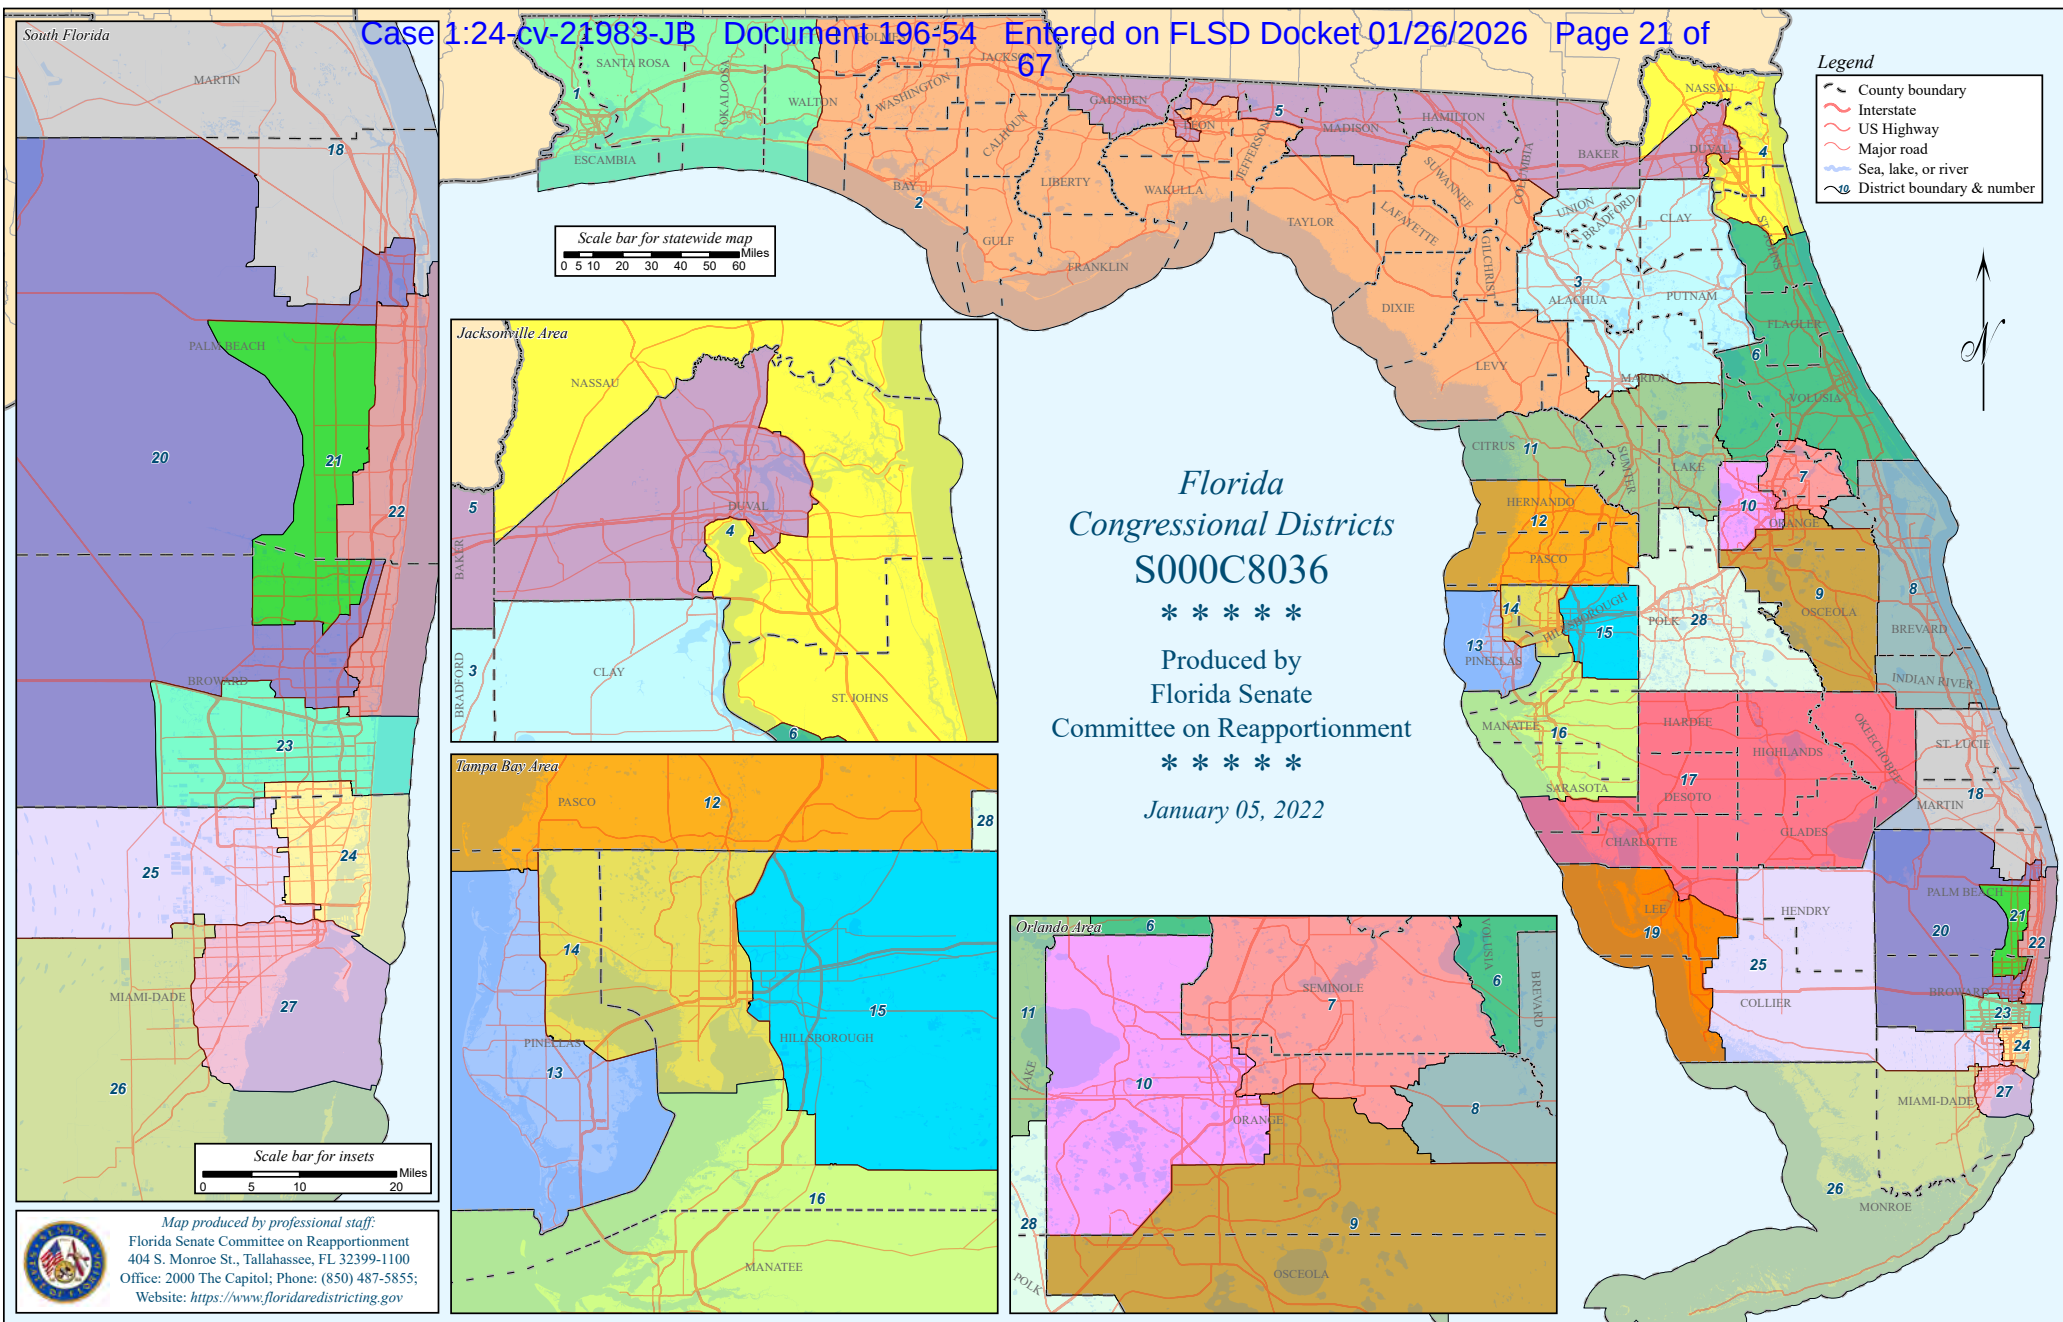 Case 1:24-cv-21983-JB Document 196-54 Entered on FLSD Docket 01/26/2026 Page 21 of
67
South Florida
MARTIN
18
PALM BEACH
20
21
22
BROWARD
23
25
24
MIAMI-DADE
27
26
Scale bar for insets
Miles
0 5 10 20
Map produced by professional staff:
Florida Senate Committee on Reapportionment
404 S. Monroe St., Tallahassee, FL 32399-1100
Office: 2000 The Capitol; Phone: (850) 487-5855;
Website: https://www.floridaredistricting.gov
Legend
County boundary
Interstate
US Highway
Major road
Sea, lake, or river
10 District boundary & number
N
Scale bar for statewide map
Miles
0 5 10 20 30 40 50 60
Jacksonville Area
NASSAU
5
DUVAL
4
BAKER
3
BRADFORD
CLAY
ST. JOHNS
6
Tampa Bay Area
PASCO
12
28
14
15
PINELLAS
HILLSBOROUGH
13
16
MANATEE
Florida
Congressional Districts
S000C8036
* * * * *
Produced by
Florida Senate
Committee on Reapportionment
* * * * *
January 05, 2022
Orlando Area
6
VOLUSIA
SEMINOLE
7
6
BREVARD
11
LAKE
10
8
ORANGE
28
9
POLK
OSCEOLA
1
SANTA ROSA
OKALOOSA
WALTON
ESCAMBIA
HOLMES
JACKSON
WASHINGTON
CALHOUN
BAY
2
GULF
LIBERTY
FRANKLIN
GADSDEN
LEON
WAKULLA
JEFFERSON
5
MADISON
HAMILTON
TAYLOR
SUWANNEE
LAFAYETTE
COLUMBIA
DIXIE
GILCHRIST
LEVY
BAKER
NASSAU
DUVAL
4
UNION
BRADFORD
CLAY
ST. JOHNS
3
ALACHUA
PUTNAM
FLAGLER
6
MARION
VOLUSIA
CITRUS
11
SUMTER
LAKE
7
10
ORANGE
HERNANDO
12
PASCO
14
HILLSBOROUGH
15
13
PINELLAS
POLK
28
9
OSCEOLA
8
BREVARD
INDIAN RIVER
MANATEE
16
SARASOTA
HARDEE
HIGHLANDS
OKEECHOBEE
17
DESOTO
ST. LUCIE
18
MARTIN
CHARLOTTE
GLADES
LEE
19
HENDRY
25
COLLIER
PALM BEACH
20
21
22
BROWARD
23
24
MIAMI-DADE
27
26
MONROE